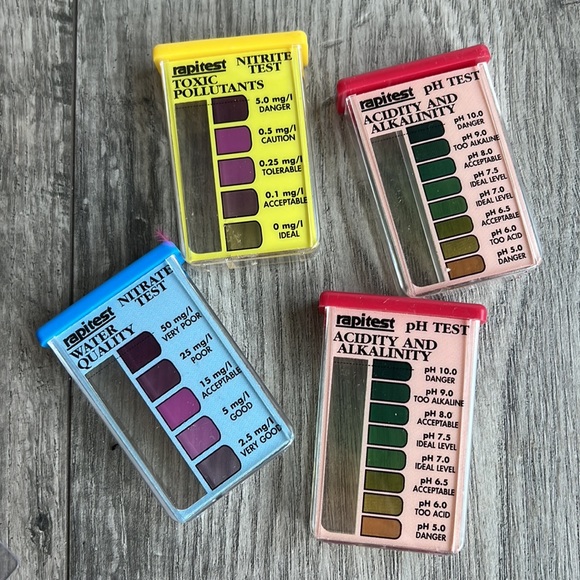 rapitest NITRITE TEST
TOXIC POLLUTANTS
5.0 mg/l
DANGER
0.5 mg/l
CAUTION
0.25 mg/l
TOLERABLE
0.1 mg/l
ACCEPTABLE
0 mg/l
IDEAL
rapitest pH TEST
ACIDITY AND
ALKALINITY
pH 10.0
DANGER
pH 9.0
TOO ALKALINE
pH 8.0
ACCEPTABLE
pH 7.5
IDEAL LEVEL
pH 7.0
IDEAL LEVEL
pH 6.5
ACCEPTABLE
pH 6.0
TOO ACID
pH 5.0
DANGER
rapitest NITRATE TEST
WATER QUALITY
50 mg/l
VERY POOR
25 mg/l
POOR
15 mg/l
ACCEPTABLE
5 mg/l
GOOD
2.5 mg/l
VERY GOOD
rapitest pH TEST
ACIDITY AND
ALKALINITY
pH 10.0
DANGER
pH 9.0
TOO ALKALINE
pH 8.0
ACCEPTABLE
pH 7.5
IDEAL LEVEL
pH 7.0
IDEAL LEVEL
pH 6.5
ACCEPTABLE
pH 6.0
TOO ACID
pH 5.0
DANGER